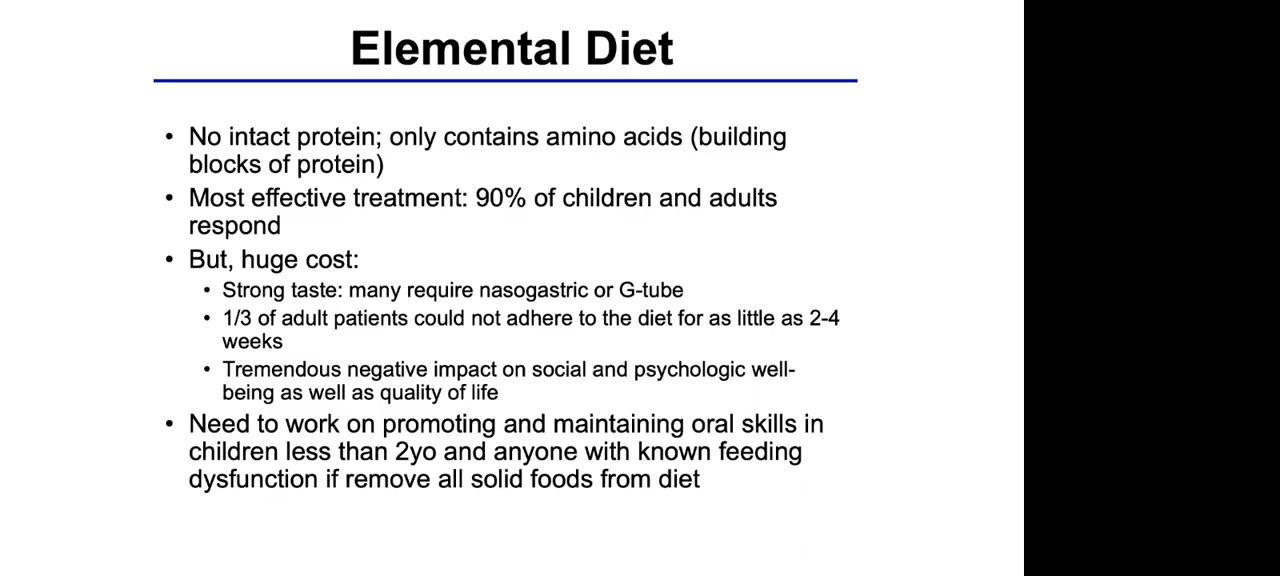 Elemental Diet
• No intact protein; only contains amino acids (building
blocks of protein)
• Most effective treatment: 90% of children and adults
respond
• But, huge cost:
• Strong taste: many require nasogastric or G-tube
• 1/3 of adult patients could not adhere to the diet for as little as 2-4
weeks
• Tremendous negative impact on social and psychologic well-
being as well as quality of life
• Need to work on promoting and maintaining oral skills in
children less than 2yo and anyone with known feeding
dysfunction if remove all solid foods from diet